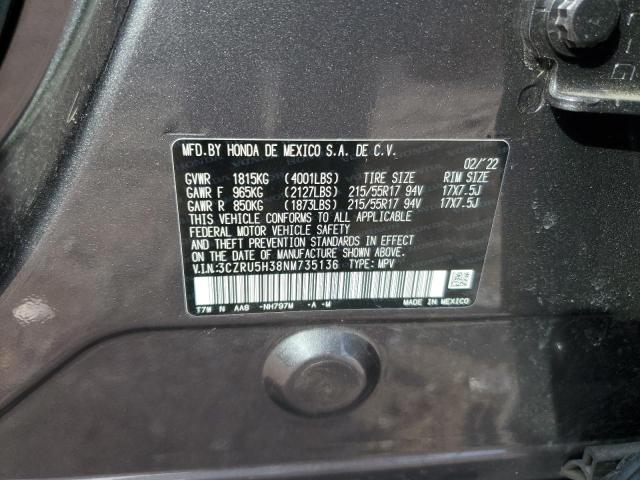 MFD.BY HONDA DE MEXICO S.A. DE C.V.
02/'22
GVWR 1815KG (4001LBS) TIRE SIZE RIM SIZE
GAWR F 965KG (2127LBS) 215/55R17 94V 17X7.5J
GAWR R 850KG (1873LBS) 215/55R17 94V 17X7.5J
THIS VEHICLE CONFORMS TO ALL APPLICABLE
FEDERAL MOTOR VEHICLE SAFETY
AND THEFT PREVENTION STANDARDS IN EFFECT
ON THE DATE OF MANUFACTURE SHOWN ABOVE.
V.I.N:3CZRU5H38NM735136 TYPE: MPV
N AAS -NH797M -A -M MADE IN MEXICO